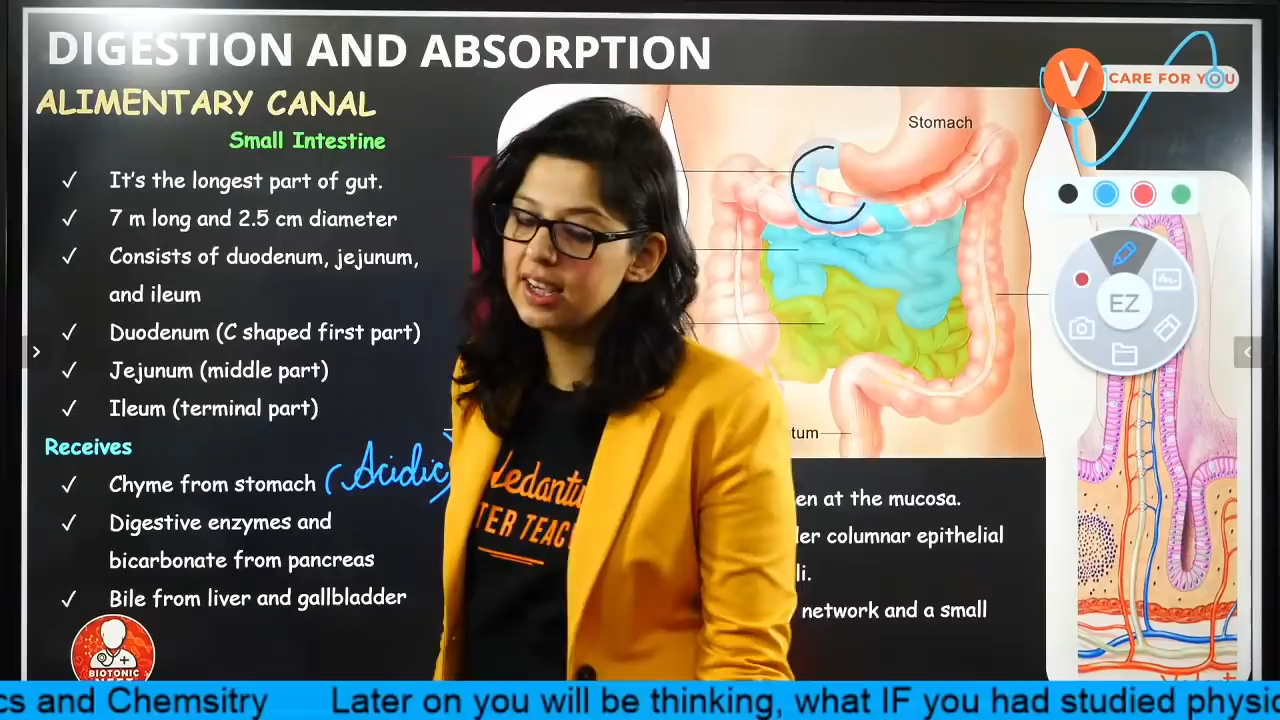 DIGESTION AND ABSORPTION
CARE FOR YOU
ALIMENTARY CANAL
Small Intestine
✓ It's the longest part of gut.
✓ 7 m long and 2.5 cm diameter
✓ Consists of duodenum, jejunum,
and ileum
✓ Duodenum (C shaped first part)
✓ Jejunum (middle part)
✓ Ileum (terminal part)
Receives
✓ Chyme from stomach (Acidic)
✓ Digestive enzymes and
bicarbonate from pancreas
✓ Bile from liver and gallbladder
Stomach
EZ
tum
en at the mucosa.
ler columnar epithelial
li.
network and a small
Vedantu
TER TEAC
BIOTONIC
cs and Chemsitry Later on you will be thinking, what IF you had studied physic